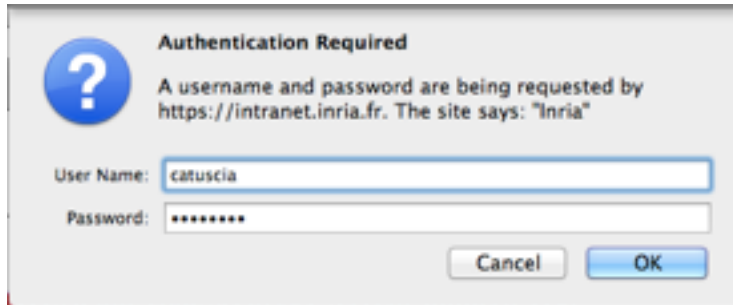 Authentication Required
A username and password are being requested by
https://intranet.inria.fr. The site says: "Inria"
User Name: catuscia
Password: ••••••••
Cancel OK